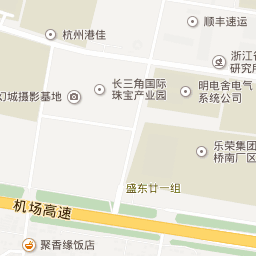 顺丰速运
杭州港佳
浙江省
研究所
长三角国际
珠宝产业园
明电舍电气
系统公司
幻城摄影基地
乐荣集团
桥南厂区
盛东廿一组
机场高速
聚香缘饭店